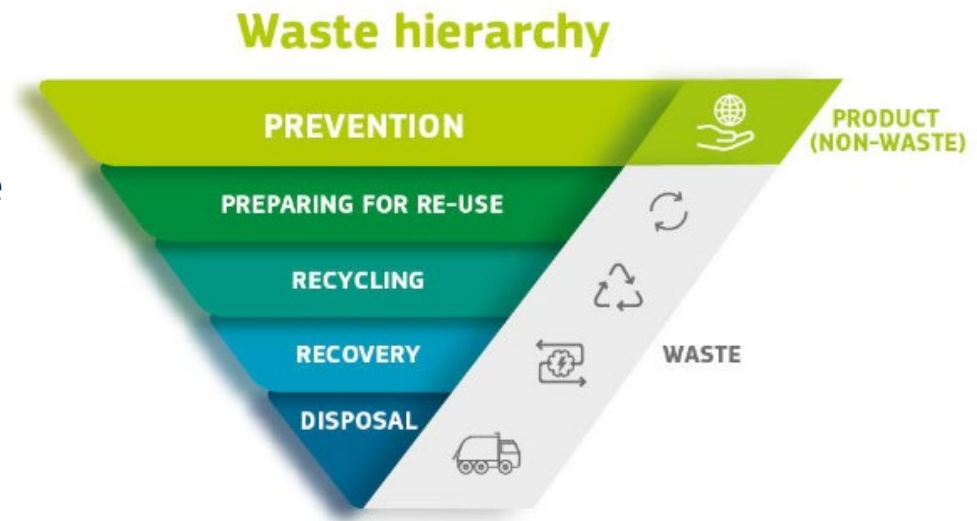 Waste hierarchy
PREVENTION
PRODUCT
(NON-WASTE)
PREPARING FOR RE-USE
RECYCLING
RECOVERY
WASTE
DISPOSAL